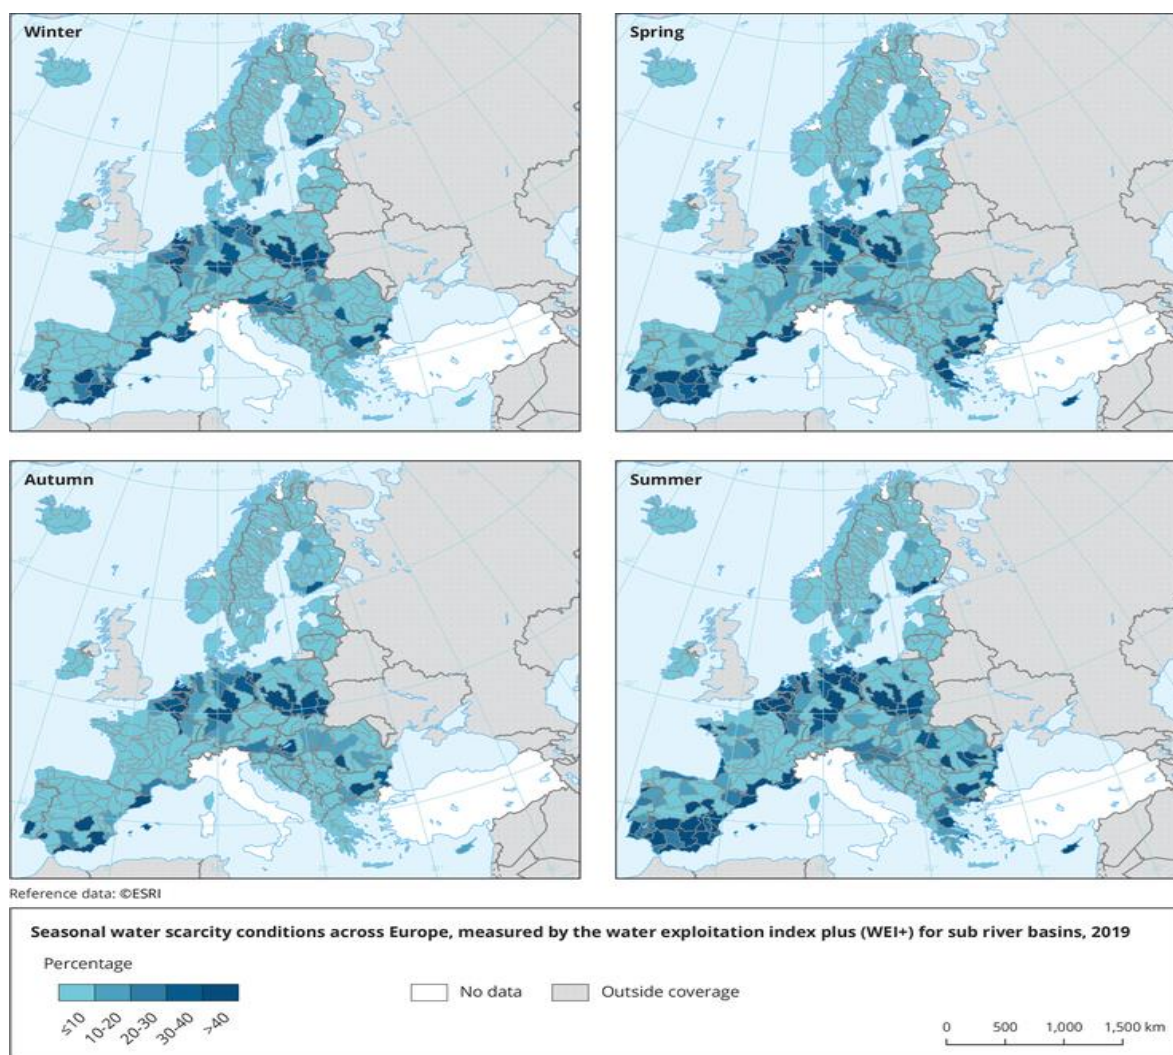 Winter
Spring
Autumn
Summer
Reference data: ©ESRI
Seasonal water scarcity conditions across Europe, measured by the water exploitation index plus (WEI+) for sub river basins, 2019
Percentage
≤10
10-20
20-30
30-40
>40
No data
Outside coverage
0 500 1,000 1,500 km